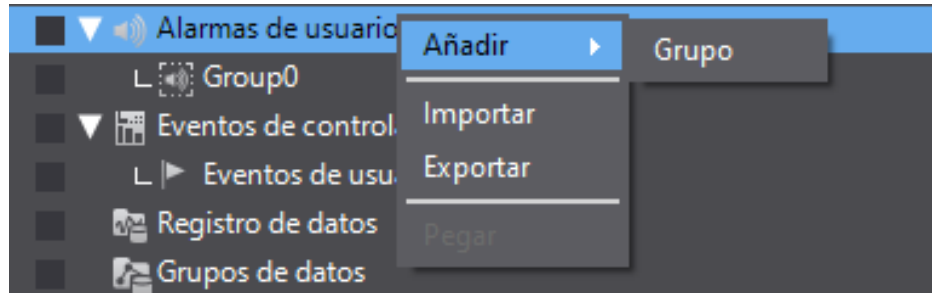 Alarmas de usuario
Group0
Eventos de control
Eventos de usu
Registro de datos
Grupos de datos
Añadir
Importar
Exportar
Pegar
Grupo